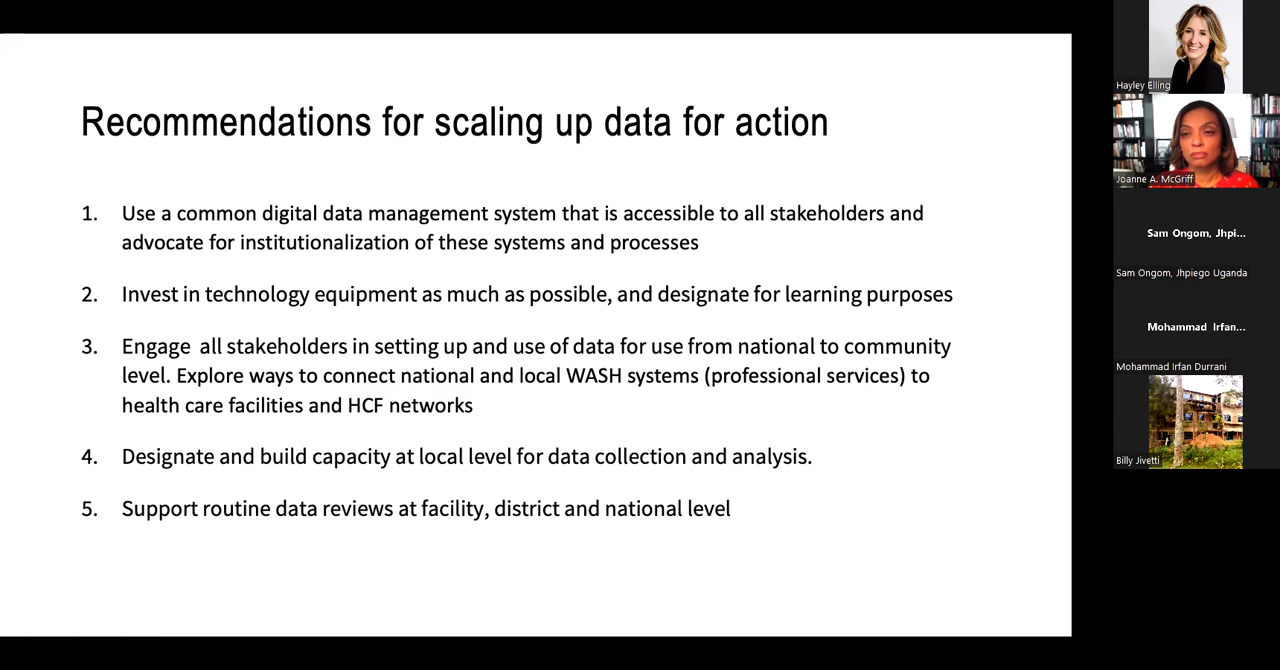 Recommendations for scaling up data for action
1. Use a common digital data management system that is accessible to all stakeholders and
advocate for institutionalization of these systems and processes
2. Invest in technology equipment as much as possible, and designate for learning purposes
3. Engage all stakeholders in setting up and use of data for use from national to community
level. Explore ways to connect national and local WASH systems (professional services) to
health care facilities and HCF networks
4. Designate and build capacity at local level for data collection and analysis.
5. Support routine data reviews at facility, district and national level
Hayley Elling
Joanne A. McGriff
Sam Ongom, Jhpi...
Sam Ongom, Jhpiego Uganda
Mohammad Irfan...
Mohammad Irfan Durrani
Billy Jivetti